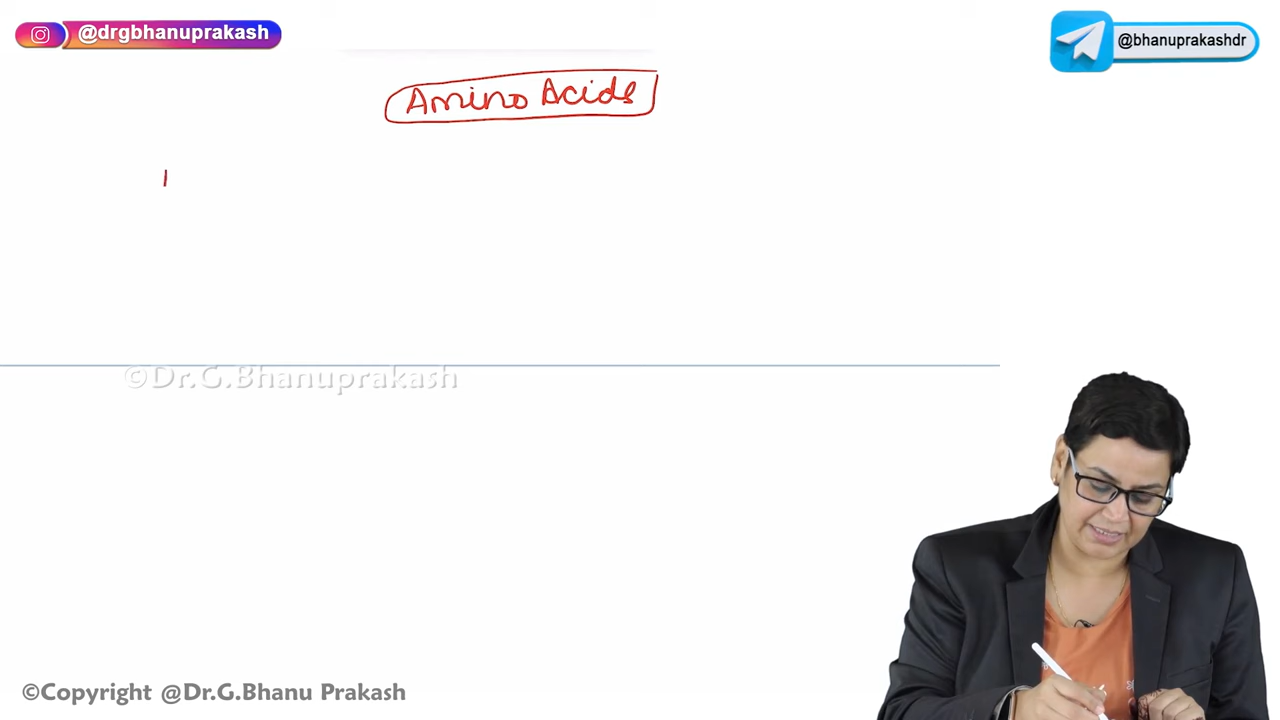 @drgbhanuprakash
@bhanuprakashdr
Amino Acids
©Dr.G.Bhanuprakash
©Copyright @Dr.G.Bhanu Prakash